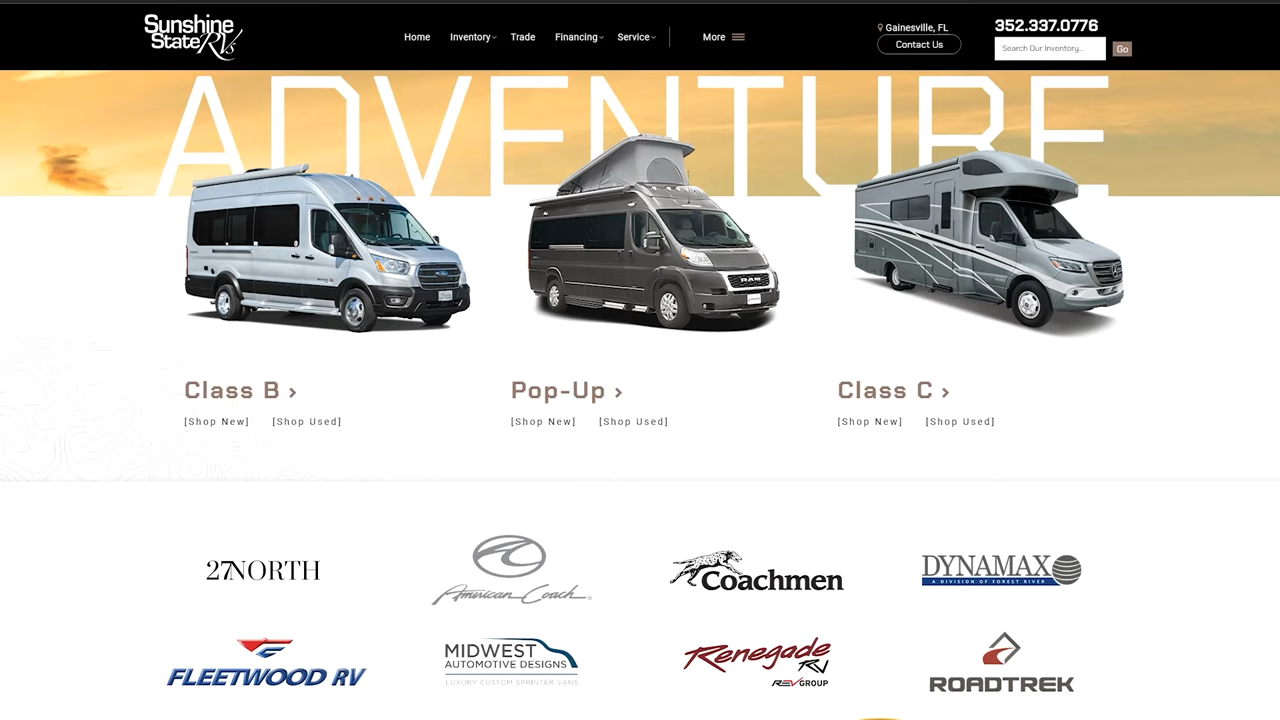 Sunshine
State RVs
Home
Inventory
Trade
Financing
Service
More
Gainesville, FL
Contact Us
352.337.0776
Search Our Inventory...
Go
ADVENTURE
RAM
Class B >
[Shop New] [Shop Used]
Pop-Up >
[Shop New] [Shop Used]
Class C >
[Shop New] [Shop Used]
27NORTH
American Coach
Coachmen
DYNAMAX
A DIVISION OF FOREST RIVER
FLEETWOOD RV
MIDWEST
AUTOMOTIVE DESIGNS
LUXURY CUSTOM SPRINTER VANS
Renegade
RV
REV GROUP
ROADTREK